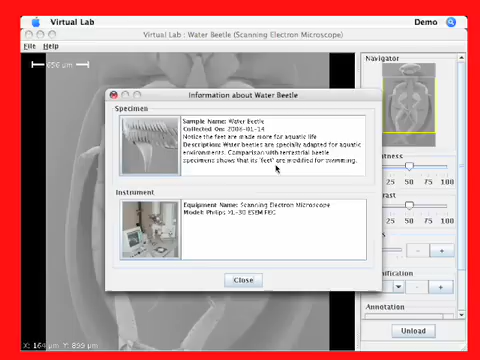 Virtual Lab
Demo
Virtual Lab : Water Beetle (Scanning Electron Microscope)
File Help
656 µm
Navigator
Information about Water Beetle
Specimen
Sample Name: Water Beetle
Collected On: 2006-01-14
Notice the feet are made more for aquatic life
Description: Water beetles are specially adapted for aquatic
environments. Comparison with terrestrial beetle
specimens shows that its 'feet' are modified for swimming.
Instrument
Equipment Name: Scanning Electron Microscope
Model: Philips XL-30 ESEM FEG
Close
25 50 75 100
25 50 75 100
Annotation
Unload
X: 164 µm Y: 899 µm